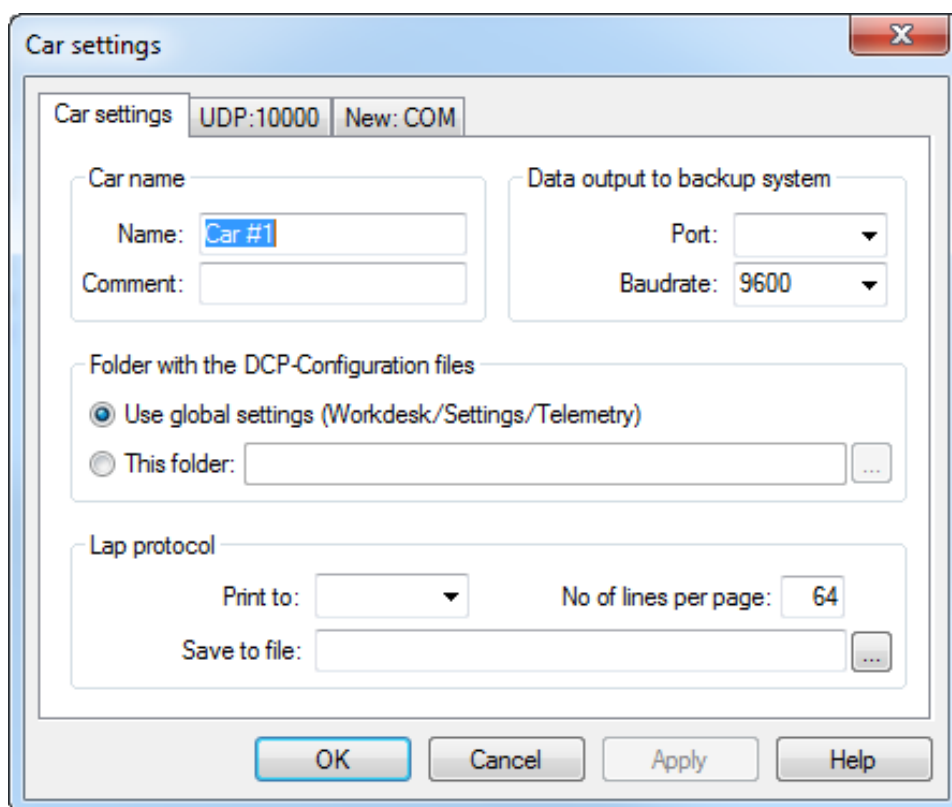 Car settings
Car settings UDP:10000 New: COM
Car name
Name: Car #1
Comment:
Data output to backup system
Port:
Baudrate: 9600
Folder with the DCP-Configuration files
Use global settings (Workdesk/Settings/Telemetry)
This folder: ...
Lap protocol
Print to: No of lines per page: 64
Save to file: ...
OK Cancel Apply Help